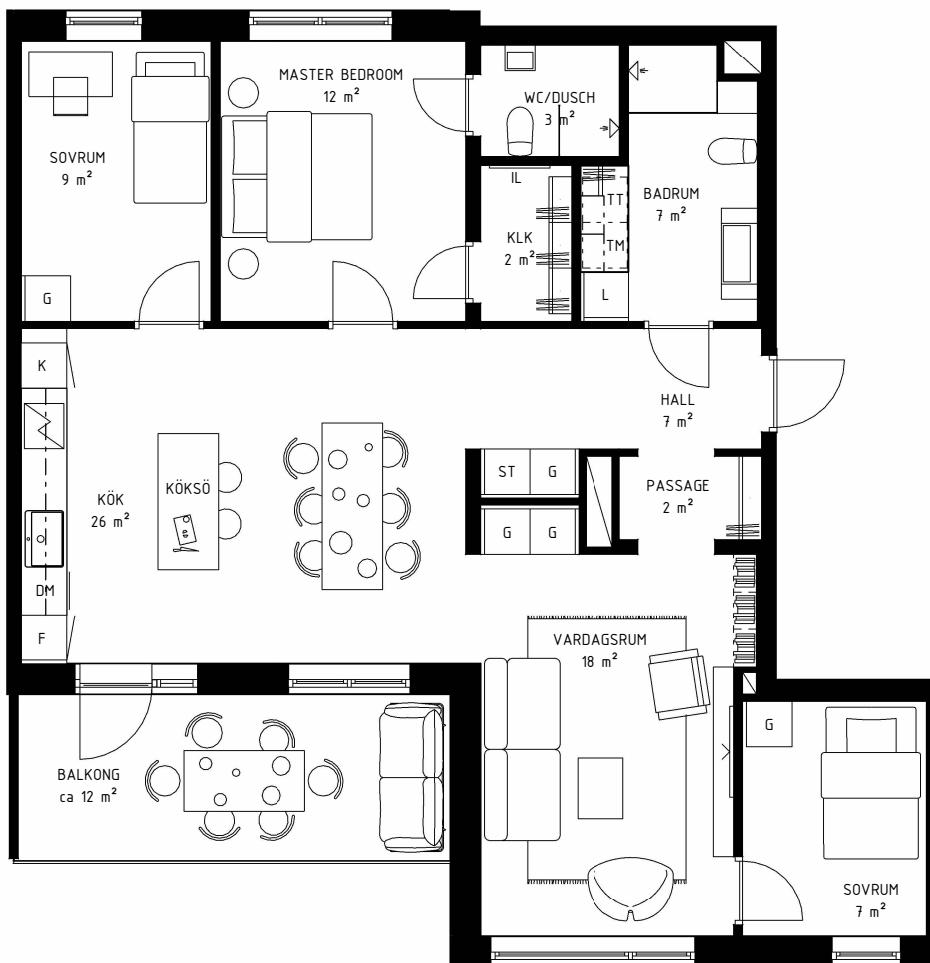 MASTER BEDROOM
12 m²
WC/DUSCH
3 m²
SOVRUM
9 m²
IL
TT
BADRUM
7 m²
KLK
2 m²
TM
G
L
K
HALL
7 m²
ST
G
PASSAGE
2 m²
KÖK
26 m²
KÖKSÖ
G
G
DM
F
VARDAGSRUM
18 m²
G
BALKONG
ca 12 m²
SOVRUM
7 m²